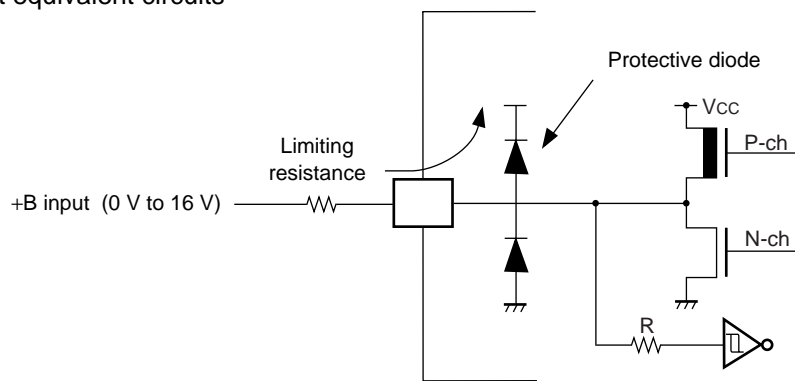 equivalent circuits
Protective diode
VCC
P-ch
Limiting
resistance
+B input (0 V to 16 V)
N-ch
R